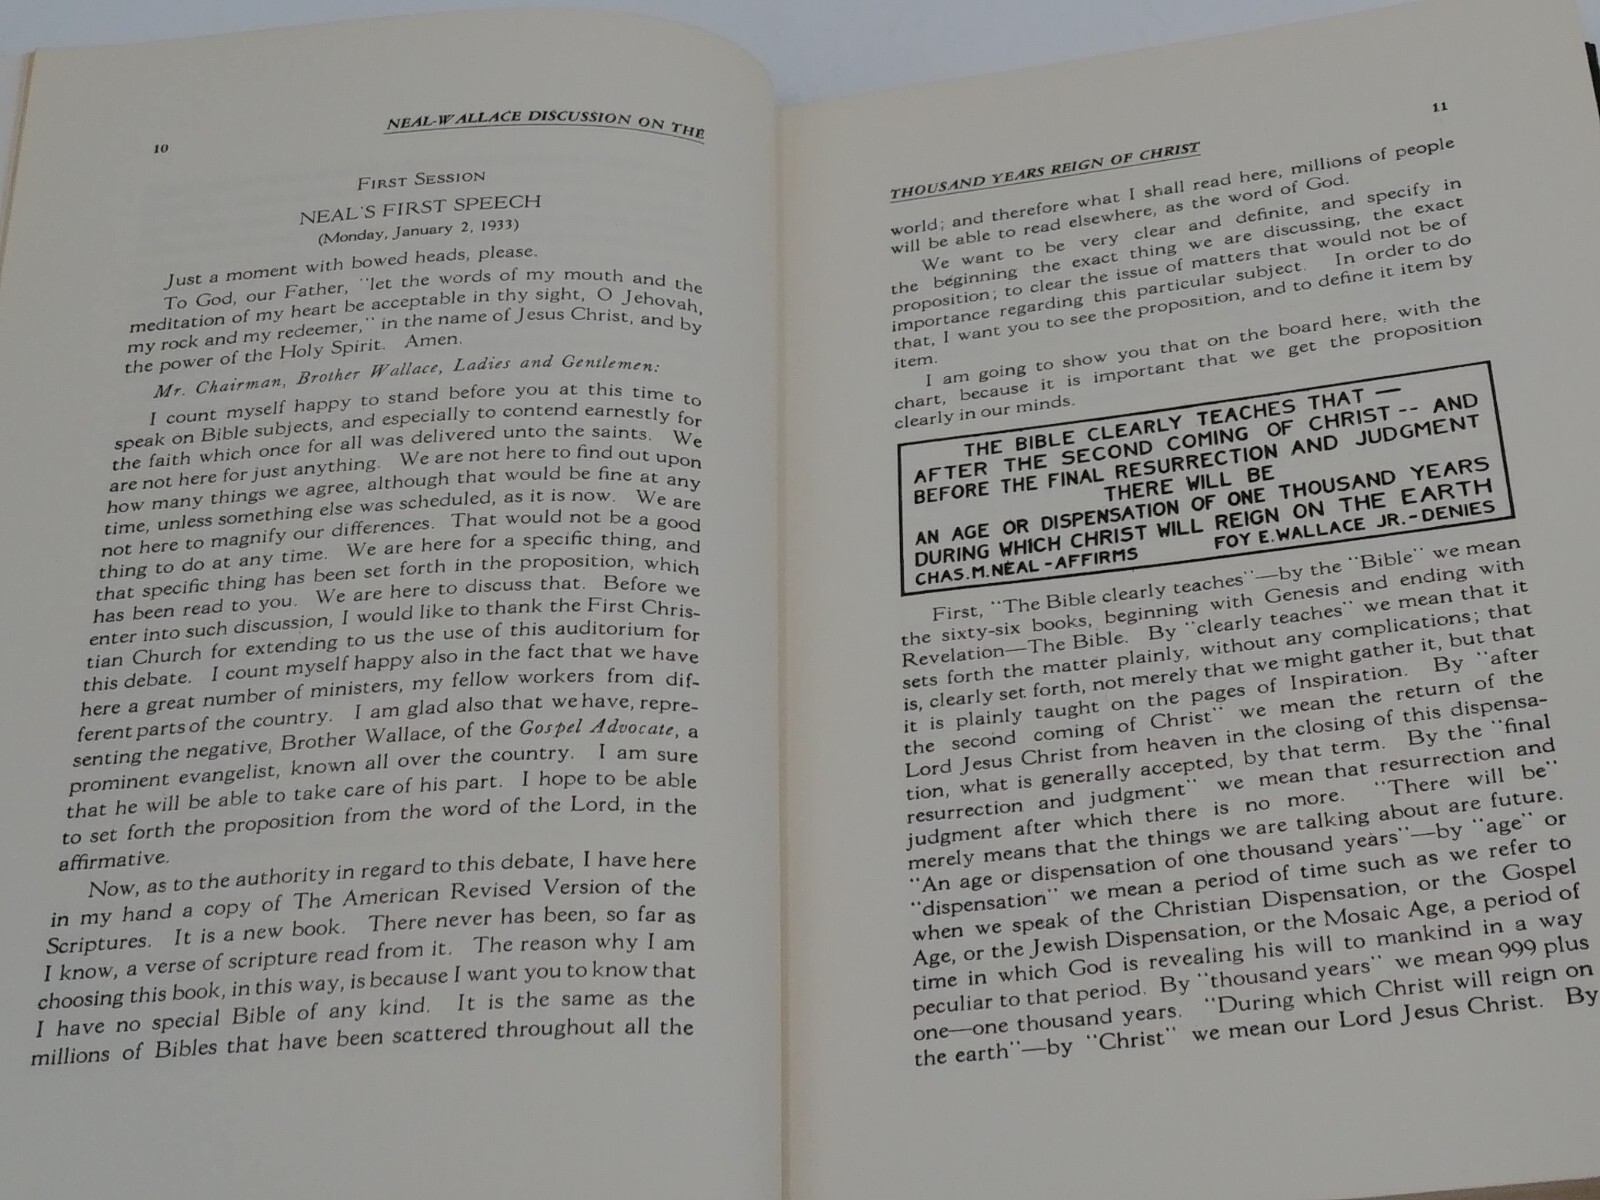 10
NEAL-WALLACE DISCUSSION ON THE
FIRST SESSION
NEAL'S FIRST SPEECH
(Monday, January 2, 1933)
Just a moment with bowed heads, please.
To God, our Father, "let the words of my mouth and the
meditation of my heart be acceptable in thy sight, O Jehovah,
my rock and my redeemer," in the name of Jesus Christ, and by
the power of the Holy Spirit. Amen.
Mr. Chairman, Brother Wallace, Ladies and Gentlemen:
I count myself happy to stand before you at this time to
speak on Bible subjects, and especially to contend earnestly for
the faith which once for all was delivered unto the saints. We
are not here for just anything. We are not here to find out upon
how many things we agree, although that would be fine at any
time, unless something else was scheduled, as it is now. We are
not here to magnify our differences. That would not be a good
thing to do at any time. We are here for a specific thing, and
that specific thing has been set forth in the proposition, which
has been read to you. We are here to discuss that. Before we
enter into such discussion, I would like to thank the First Chris-
tian Church for extending to us the use of this auditorium for
this debate. I count myself happy also in the fact that we have
here a great number of ministers, my fellow workers from dif-
ferent parts of the country. I am glad also that we have, repre-
senting the negative, Brother Wallace, of the Gospel Advocate, a
prominent evangelist, known all over the country. I am sure
that he will be able to take care of his part. I hope to be able
to set forth the proposition from the word of the Lord, in the
affirmative.
Now, as to the authority in regard to this debate, I have here
in my hand a copy of The American Revised Version of the
Scriptures. It is a new book. There never has been, so far as
I know, a verse of scripture read from it. The reason why I am
choosing this book, in this way, is because I want you to know that
I have no special Bible of any kind. It is the same as the
millions of Bibles that have been scattered throughout all the
11
THOUSAND YEARS REIGN OF CHRIST
world; and therefore what I shall read here, millions of people
will be able to read elsewhere, as the word of God.
We want to be very clear and definite, and specify in
the beginning the exact thing we are discussing, the exact
proposition; to clear the issue of matters that would not be of
importance regarding this particular subject. In order to do
that, I want you to see the proposition, and to define it item by
item.
I am going to show you that on the board here, with the
chart, because it is important that we get the proposition
clearly in our minds.
THE BIBLE CLEARLY TEACHES THAT —
AFTER THE SECOND COMING OF CHRIST -- AND
BEFORE THE FINAL RESURRECTION AND JUDGMENT
THERE WILL BE
AN AGE OR DISPENSATION OF ONE THOUSAND YEARS
DURING WHICH CHRIST WILL REIGN ON THE EARTH
CHAS.M.NEAL-AFFIRMS FOY E.WALLACE JR.-DENIES
First, "The Bible clearly teaches"—by the "Bible" we mean
the sixty-six books, beginning with Genesis and ending with
Revelation—The Bible. By "clearly teaches" we mean that it
sets forth the matter plainly, without any complications; that
is, clearly set forth, not merely that we might gather it, but that
it is plainly taught on the pages of Inspiration. By "after
the second coming of Christ" we mean the return of the
Lord Jesus Christ from heaven in the closing of this dispensa-
tion, what is generally accepted, by that term. By the "final
resurrection and judgment" we mean that resurrection and
judgment after which there is no more. "There will be"
merely means that the things we are talking about are future.
"An age or dispensation of one thousand years"—by "age" or
"dispensation" we mean a period of time such as we refer to
when we speak of the Christian Dispensation, or the Gospel
Age, or the Jewish Dispensation, or the Mosaic Age, a period of
time in which God is revealing his will to mankind in a way
peculiar to that period. By "thousand years" we mean 999 plus
one—one thousand years. "During which Christ will reign on
the earth"—by "Christ" we mean our Lord Jesus Christ. By